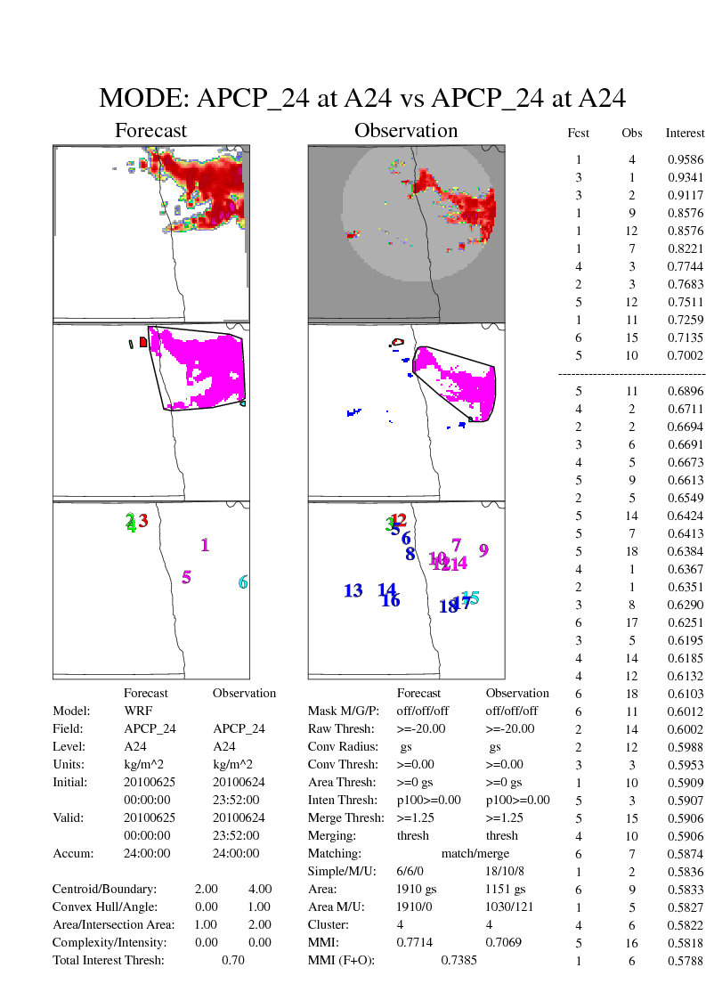 MODE: APCP_24 at A24 vs APCP_24 at A24
Forecast Observation
Fcst Obs Interest
1 4 0.9586
3 1 0.9341
3 2 0.9117
1 9 0.8576
1 12 0.8576
1 7 0.8221
4 3 0.7744
2 3 0.7683
5 12 0.7511
1 11 0.7259
6 15 0.7135
5 10 0.7002
---------------------------------
5 11 0.6896
4 2 0.6711
2 2 0.6694
3 6 0.6691
4 5 0.6673
5 9 0.6613
2 5 0.6549
5 14 0.6424
5 7 0.6413
5 18 0.6384
4 1 0.6367
2 1 0.6351
3 8 0.6290
6 17 0.6251
3 5 0.6195
4 14 0.6185
4 12 0.6132
6 18 0.6103
6 11 0.6012
2 14 0.6002
2 12 0.5988
3 3 0.5953
1 10 0.5909
5 3 0.5907
5 15 0.5906
4 10 0.5906
6 7 0.5874
1 2 0.5836
6 9 0.5833
1 5 0.5827
4 6 0.5822
5 16 0.5818
1 6 0.5788
2 3
4
1
5 6
12
3 5
6 7
8 9
10 14
13 14 15
16 17
18
Forecast Observation
Model: WRF
Field: APCP_24 APCP_24
Level: A24 A24
Units: kg/m^2 kg/m^2
Initial: 20100625 20100624
00:00:00 23:52:00
Valid: 20100625 20100624
00:00:00 23:52:00
Accum: 24:00:00 24:00:00
Centroid/Boundary: 2.00 4.00
Convex Hull/Angle: 0.00 1.00
Area/Intersection Area: 1.00 2.00
Complexity/Intensity: 0.00 0.00
Total Interest Thresh: 0.70
Forecast Observation
Mask M/G/P: off/off/off off/off/off
Raw Thresh: >=-20.00 >=-20.00
Conv Radius: gs gs
Conv Thresh: >=0.00 >=0.00
Area Thresh: >=0 gs >=0 gs
Inten Thresh: p100>=0.00 p100>=0.00
Merge Thresh: >=1.25 >=1.25
Merging: thresh thresh
Matching: match/merge
Simple/M/U: 6/6/0 18/10/8
Area: 1910 gs 1151 gs
Area M/U: 1910/0 1030/121
Cluster: 4 4
MMI: 0.7714 0.7069
MMI (F+O): 0.7385